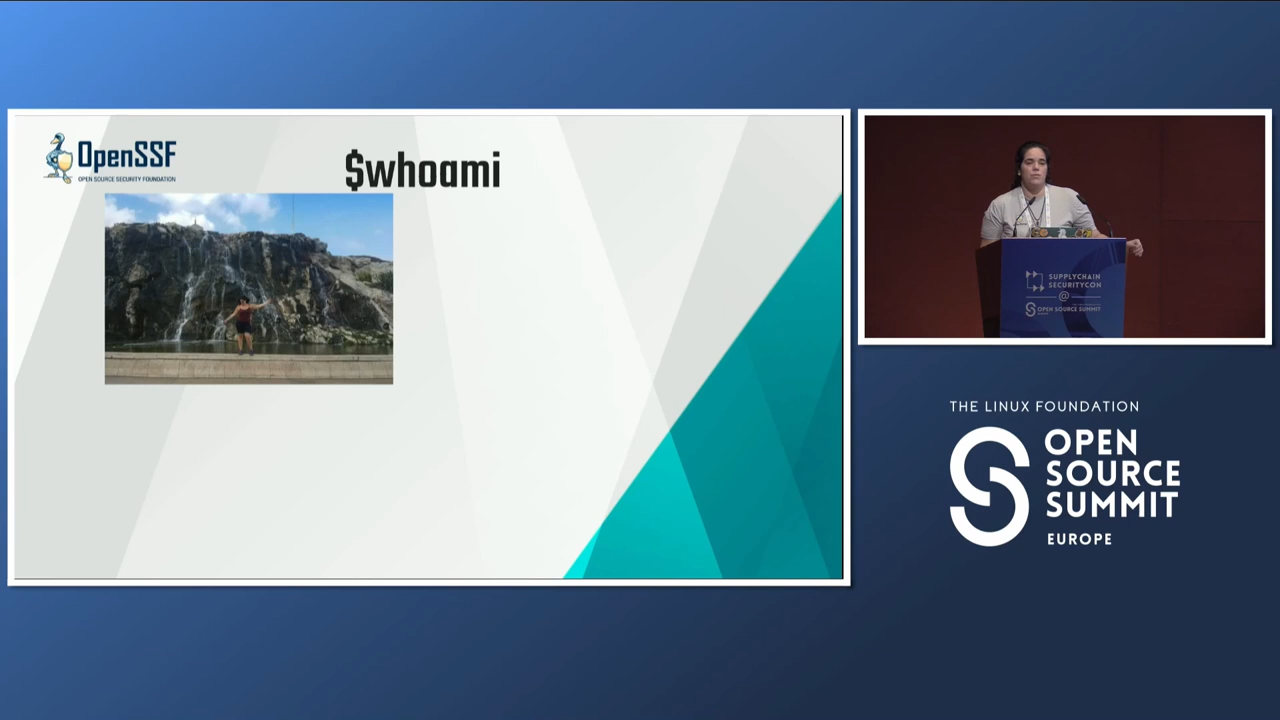 OpenSSF
OPEN SOURCE SECURITY FOUNDATION
$whoami
SUPPLYCHAIN
SECURITYCON
@
OPEN SOURCE SUMMIT
THE LINUX FOUNDATION
OPEN
SOURCE
SUMMIT
EUROPE